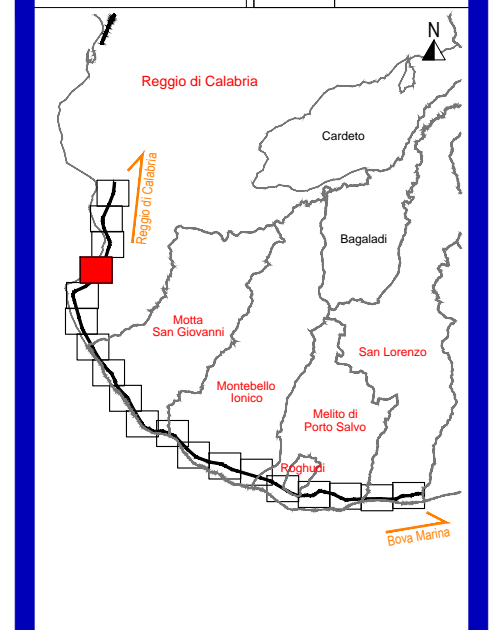 N
Reggio di Calabria
Cardeto
Reggio di Calabria
Bagaladi
Motta
San Giovanni
San Lorenzo
Montebello
Ionico
Melito di
Porto Salvo
Roghudi
Bova Marina